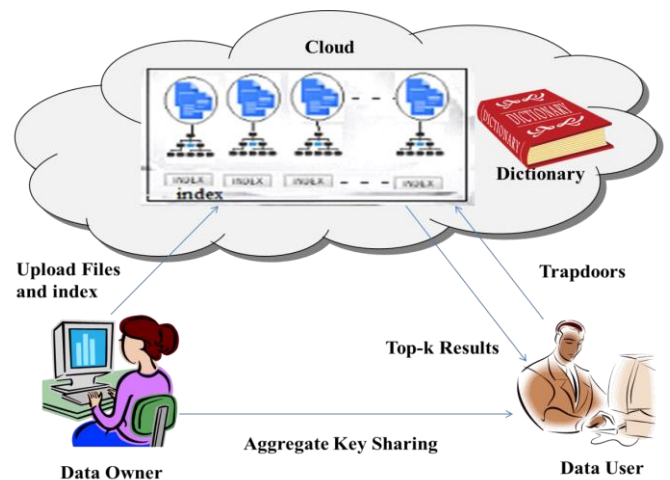 Cloud
DICTIONARY
DICTIONARY
INDEX INDEX INDEX INDEX
index
Dictionary
Upload Files
and index
Trapdoors
Top-k Results
Aggregate Key Sharing
Data Owner
Data User